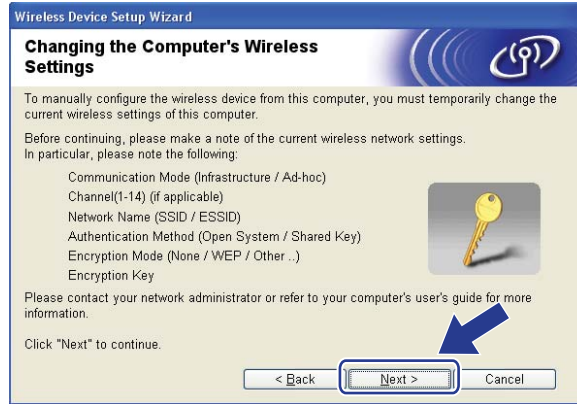 Wireless Device Setup Wizard
Changing the Computer's Wireless
Settings
To manually configure the wireless device from this computer, you must temporarily change the
current wireless settings of this computer.
Before continuing, please make a note of the current wireless network settings.
In particular, please note the following:
Communication Mode (Infrastructure / Ad-hoc)
Channel(1-14) (if applicable)
Network Name (SSID / ESSID)
Authentication Method (Open System / Shared Key)
Encryption Mode (None / WEP / Other ..)
Encryption Key
Please contact your network administrator or refer to your computer's user's guide for more
information.
Click "Next" to continue.
< Back Next > Cancel